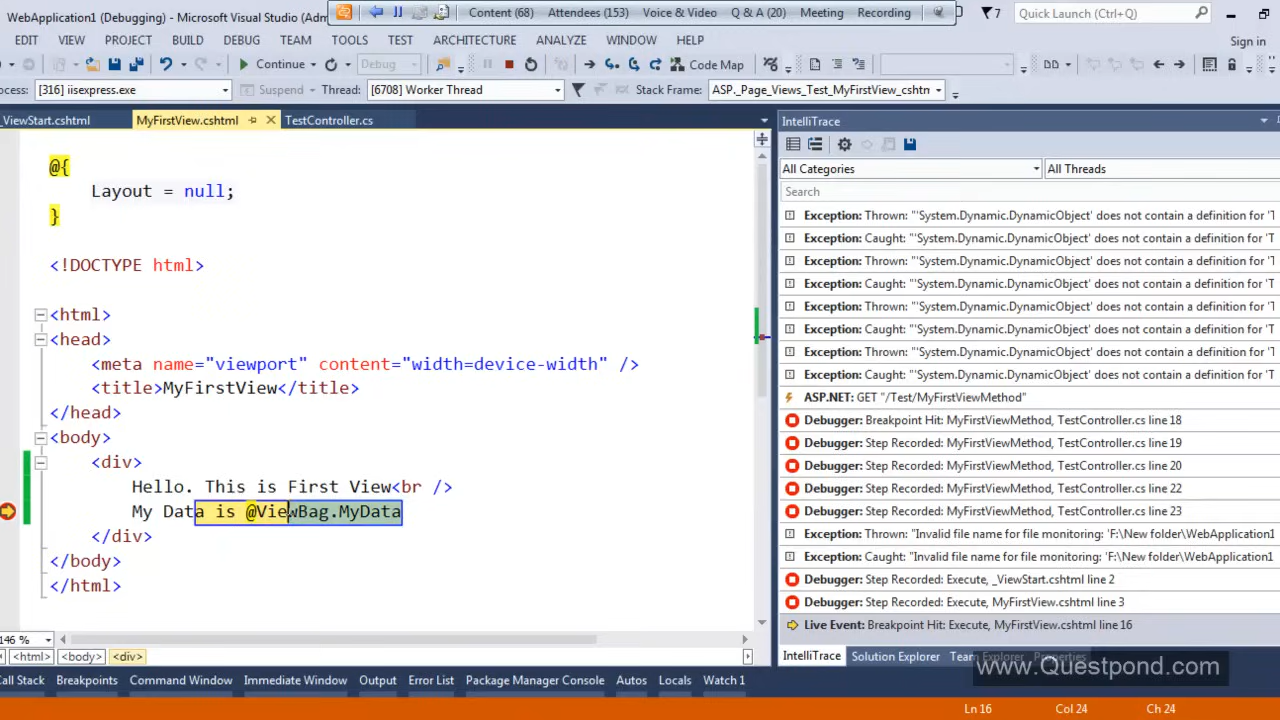 WebApplication1 (Debugging) - Microsoft Visual Studio (Adm
Content (68) Attendees (153) Voice & Video Q & A (20) Meeting Recording
7 Quick Launch (Ctrl+Q)
EDIT VIEW PROJECT BUILD DEBUG TEAM TOOLS TEST ARCHITECTURE ANALYZE WINDOW HELP Sign in
Continue Debug Code Map
ocess: [316] iisexpress.exe Suspend Thread: [6708] Worker Thread Stack Frame: ASP._Page_Views_Test_MyFirstView_cshtm
_ViewStart.cshtml MyFirstView.cshtml TestController.cs
@{
Layout = null;
}
<!DOCTYPE html>
<html>
<head>
<meta name="viewport" content="width=device-width" />
<title>MyFirstView</title>
</head>
<body>
<div>
Hello. This is First View<br />
My Data is @ViewBag.MyData
</div>
</body>
</html>
146 %
<html> <body> <div>
IntelliTrace
All Categories All Threads
Search
Exception: Thrown: "'System.Dynamic.DynamicObject' does not contain a definition for 'T
Exception: Caught: "'System.Dynamic.DynamicObject' does not contain a definition for 'T
Exception: Thrown: "'System.Dynamic.DynamicObject' does not contain a definition for 'T
Exception: Caught: "'System.Dynamic.DynamicObject' does not contain a definition for 'T
Exception: Thrown: "'System.Dynamic.DynamicObject' does not contain a definition for 'T
Exception: Caught: "'System.Dynamic.DynamicObject' does not contain a definition for 'T
Exception: Thrown: "'System.Dynamic.DynamicObject' does not contain a definition for 'T
Exception: Caught: "'System.Dynamic.DynamicObject' does not contain a definition for 'T
ASP.NET: GET "/Test/MyFirstViewMethod"
Debugger: Breakpoint Hit: MyFirstViewMethod, TestController.cs line 18
Debugger: Step Recorded: MyFirstViewMethod, TestController.cs line 19
Debugger: Step Recorded: MyFirstViewMethod, TestController.cs line 20
Debugger: Step Recorded: MyFirstViewMethod, TestController.cs line 22
Debugger: Step Recorded: MyFirstViewMethod, TestController.cs line 23
Exception: Thrown: "Invalid file name for file monitoring: 'F:\New folder\WebApplication1
Exception: Caught: "Invalid file name for file monitoring: 'F:\New folder\WebApplication1
Debugger: Step Recorded: Execute, _ViewStart.cshtml line 2
Debugger: Step Recorded: Execute, MyFirstView.cshtml line 3
Live Event: Breakpoint Hit: Execute, MyFirstView.cshtml line 16
IntelliTrace Solution Explorer Team Explorer Properties
www.Questpond.com
Call Stack Breakpoints Command Window Immediate Window Output Error List Package Manager Console Autos Locals Watch 1
Ln 16 Col 24 Ch 24